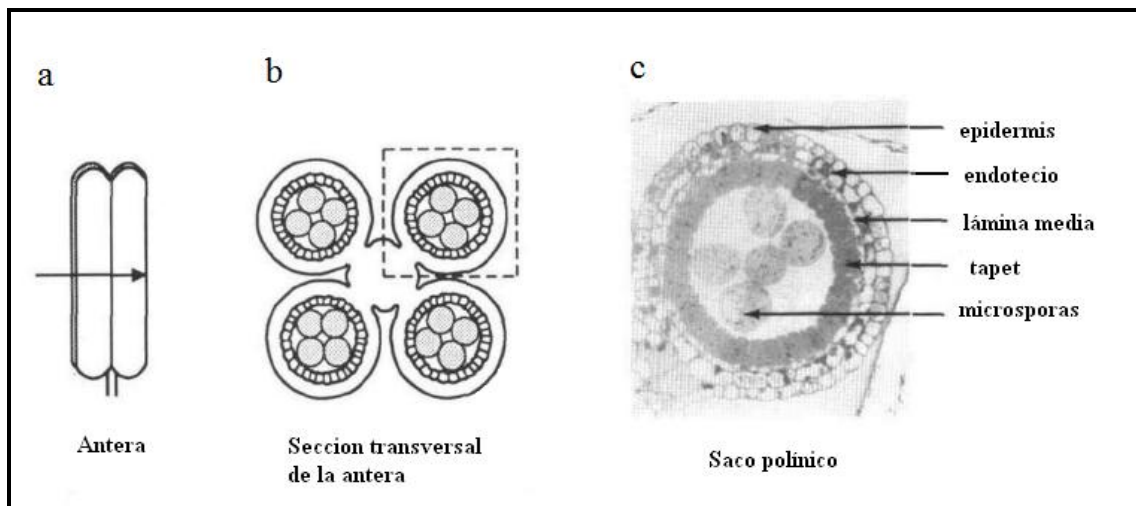 a
b
c
epidermis
endotecio
lámina media
tapet
microsporas
Antera
Seccion transversal
de la antera
Saco polínico